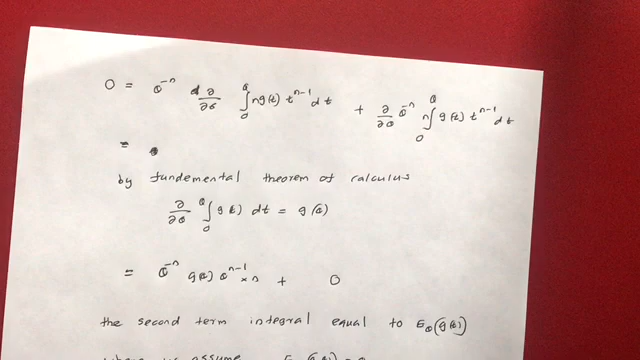 0 = θ^{-n} ∂/∂θ ∫_0^θ n g(t) t^{n-1} dt + ∂/∂θ θ^{-n} n ∫_0^θ g(t) t^{n-1} dt
=
by fundemental theorem of calculus
∂/∂θ ∫_0^θ g(t) dt = g(θ)
= θ^{-n} g(θ) θ^{n-1} × n + 0
the second term integral equal to E_θ(g(t))
assume